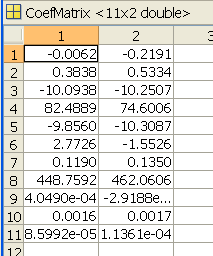 CoefMatrix <11x2 double>
1 2 3
1 -0.0062 -0.2191
2 0.3838 0.5334
3 -10.0938 -10.2507
4 82.4889 74.6006
5 -9.8560 -10.3087
6 2.7726 -1.5526
7 0.1190 0.1350
8 448.7592 462.0606
9 4.0490e-04 -2.9188e...
10 0.0016 0.0017
11 8.5992e-05 1.1361e-04